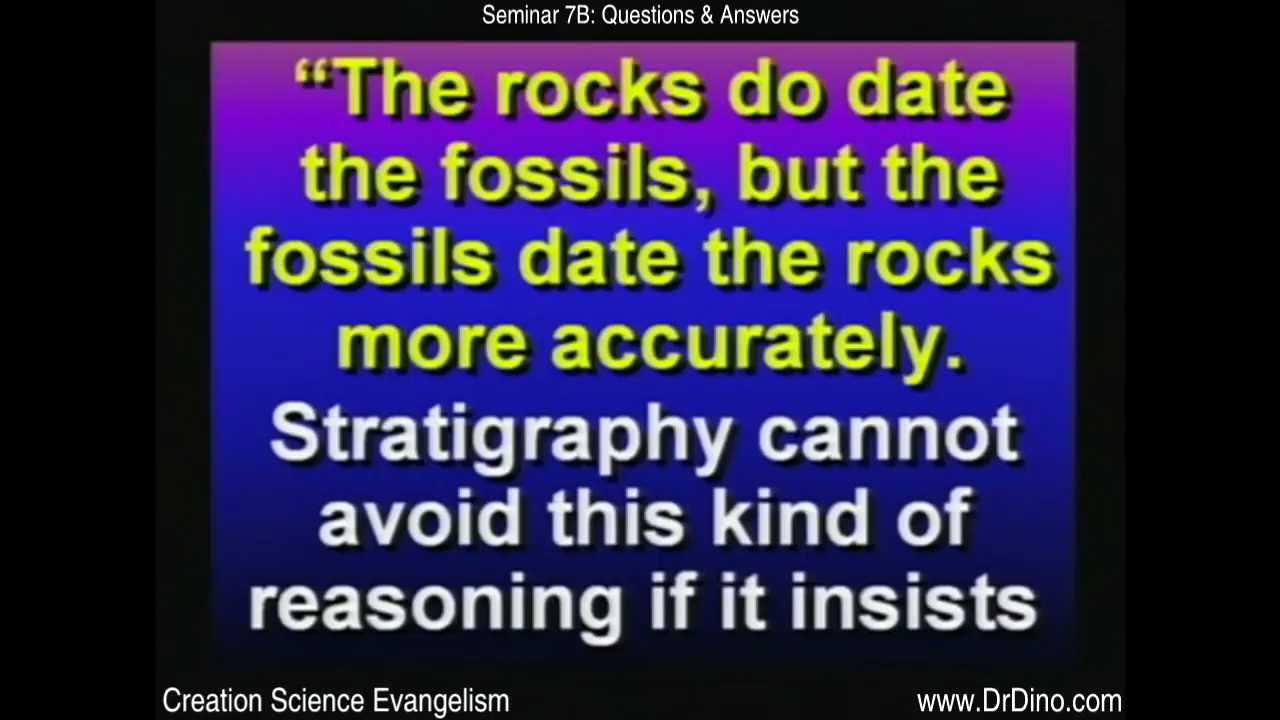 Seminar 7B: Questions & Answers
“The rocks do date
the fossils, but the
fossils date the rocks
more accurately.
Stratigraphy cannot
avoid this kind of
reasoning if it insists
Creation Science Evangelism
www.DrDino.com